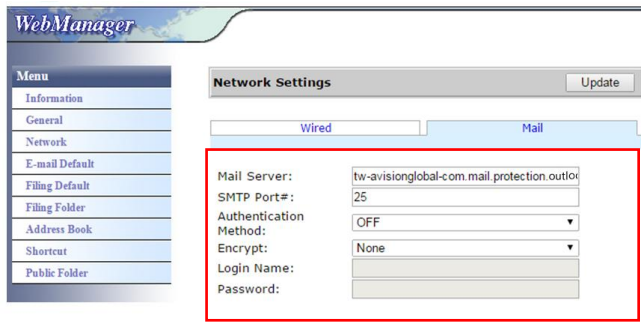 WebManager
Menu
Information
General
Network
E-mail Default
Filing Default
Filing Folder
Address Book
Shortcut
Public Folder
Network Settings
Update
Wired
Mail
Mail Server: tw-avisionglobal-com.mail.protection.outloo
SMTP Port#: 25
Authentication
Method: OFF
Encrypt: None
Login Name:
Password: